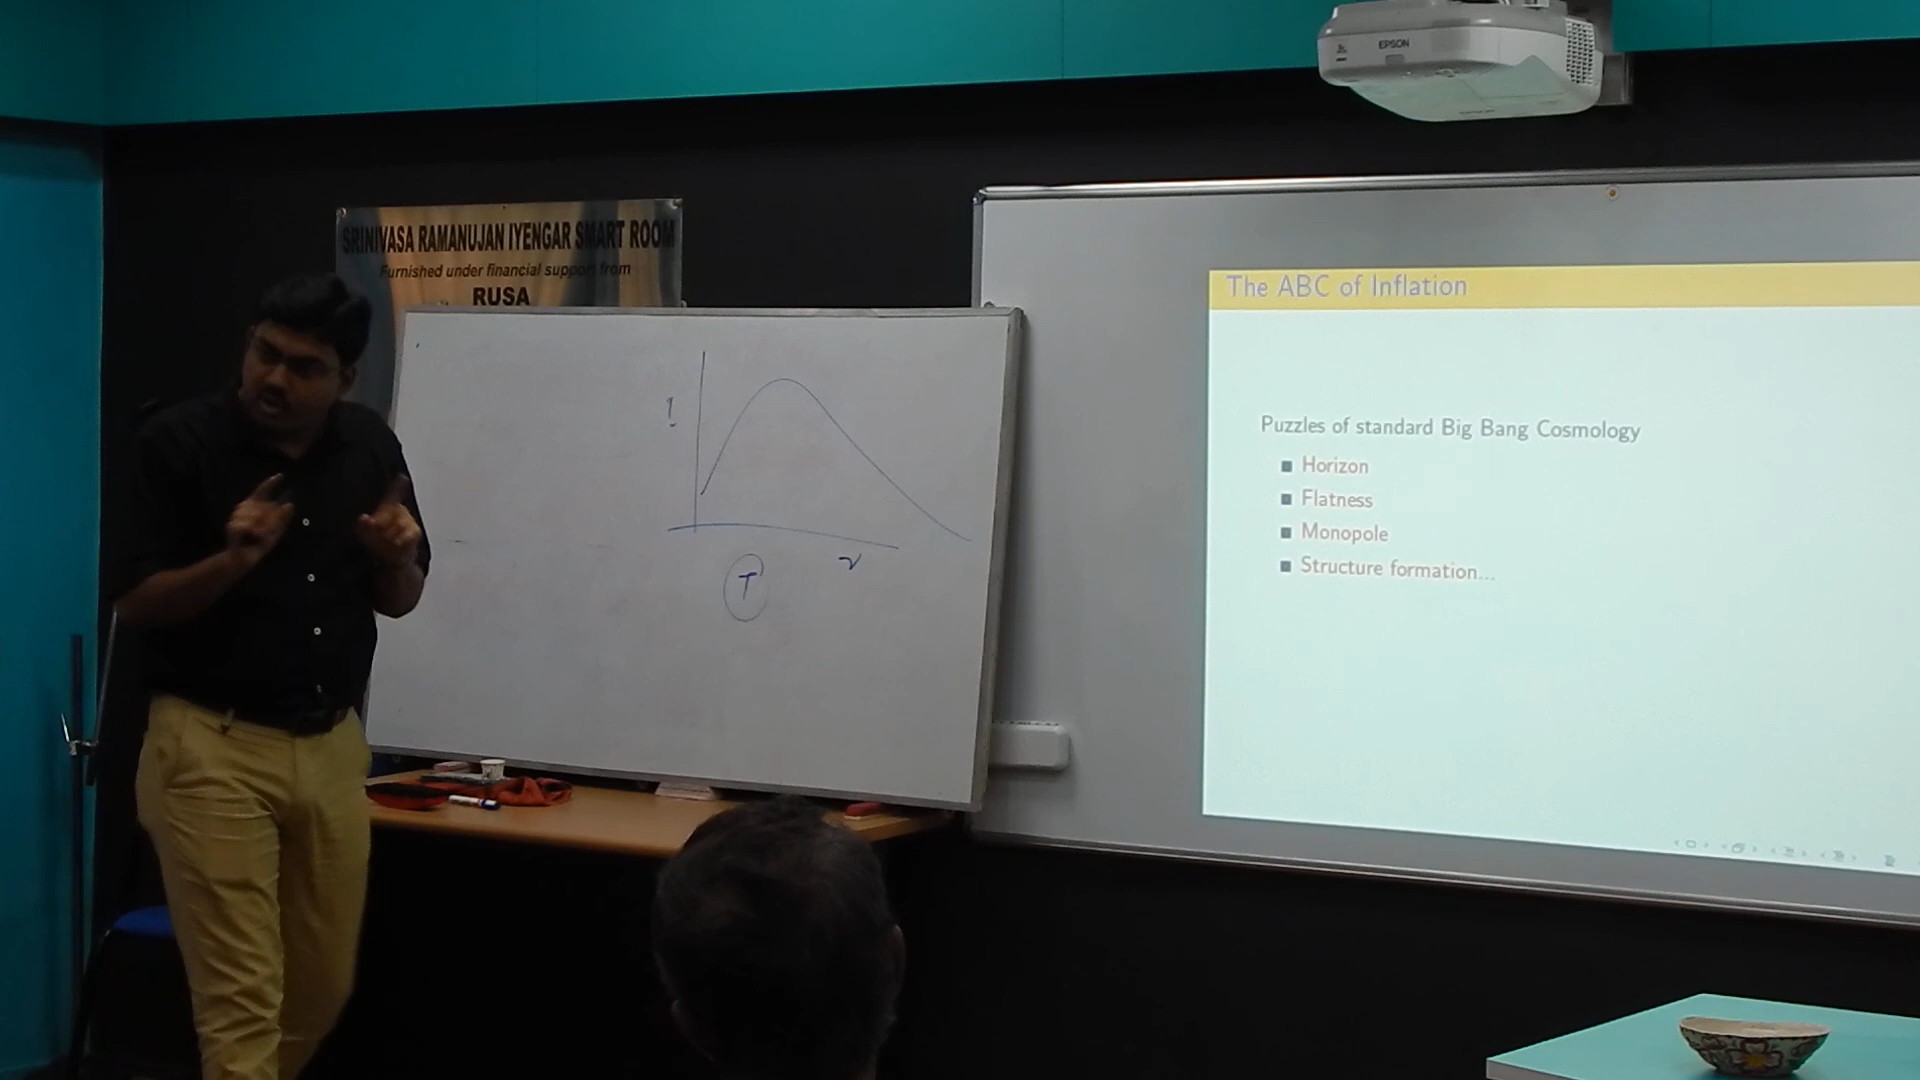 EPSON
SRINIVASA RAMANUJAN IYENGAR SMART ROOM
Furnished under financial support from
RUSA
The ABC of Inflation
Puzzles of standard Big Bang Cosmology
Horizon
Flatness
Monopole
Structure formation...
T
ν